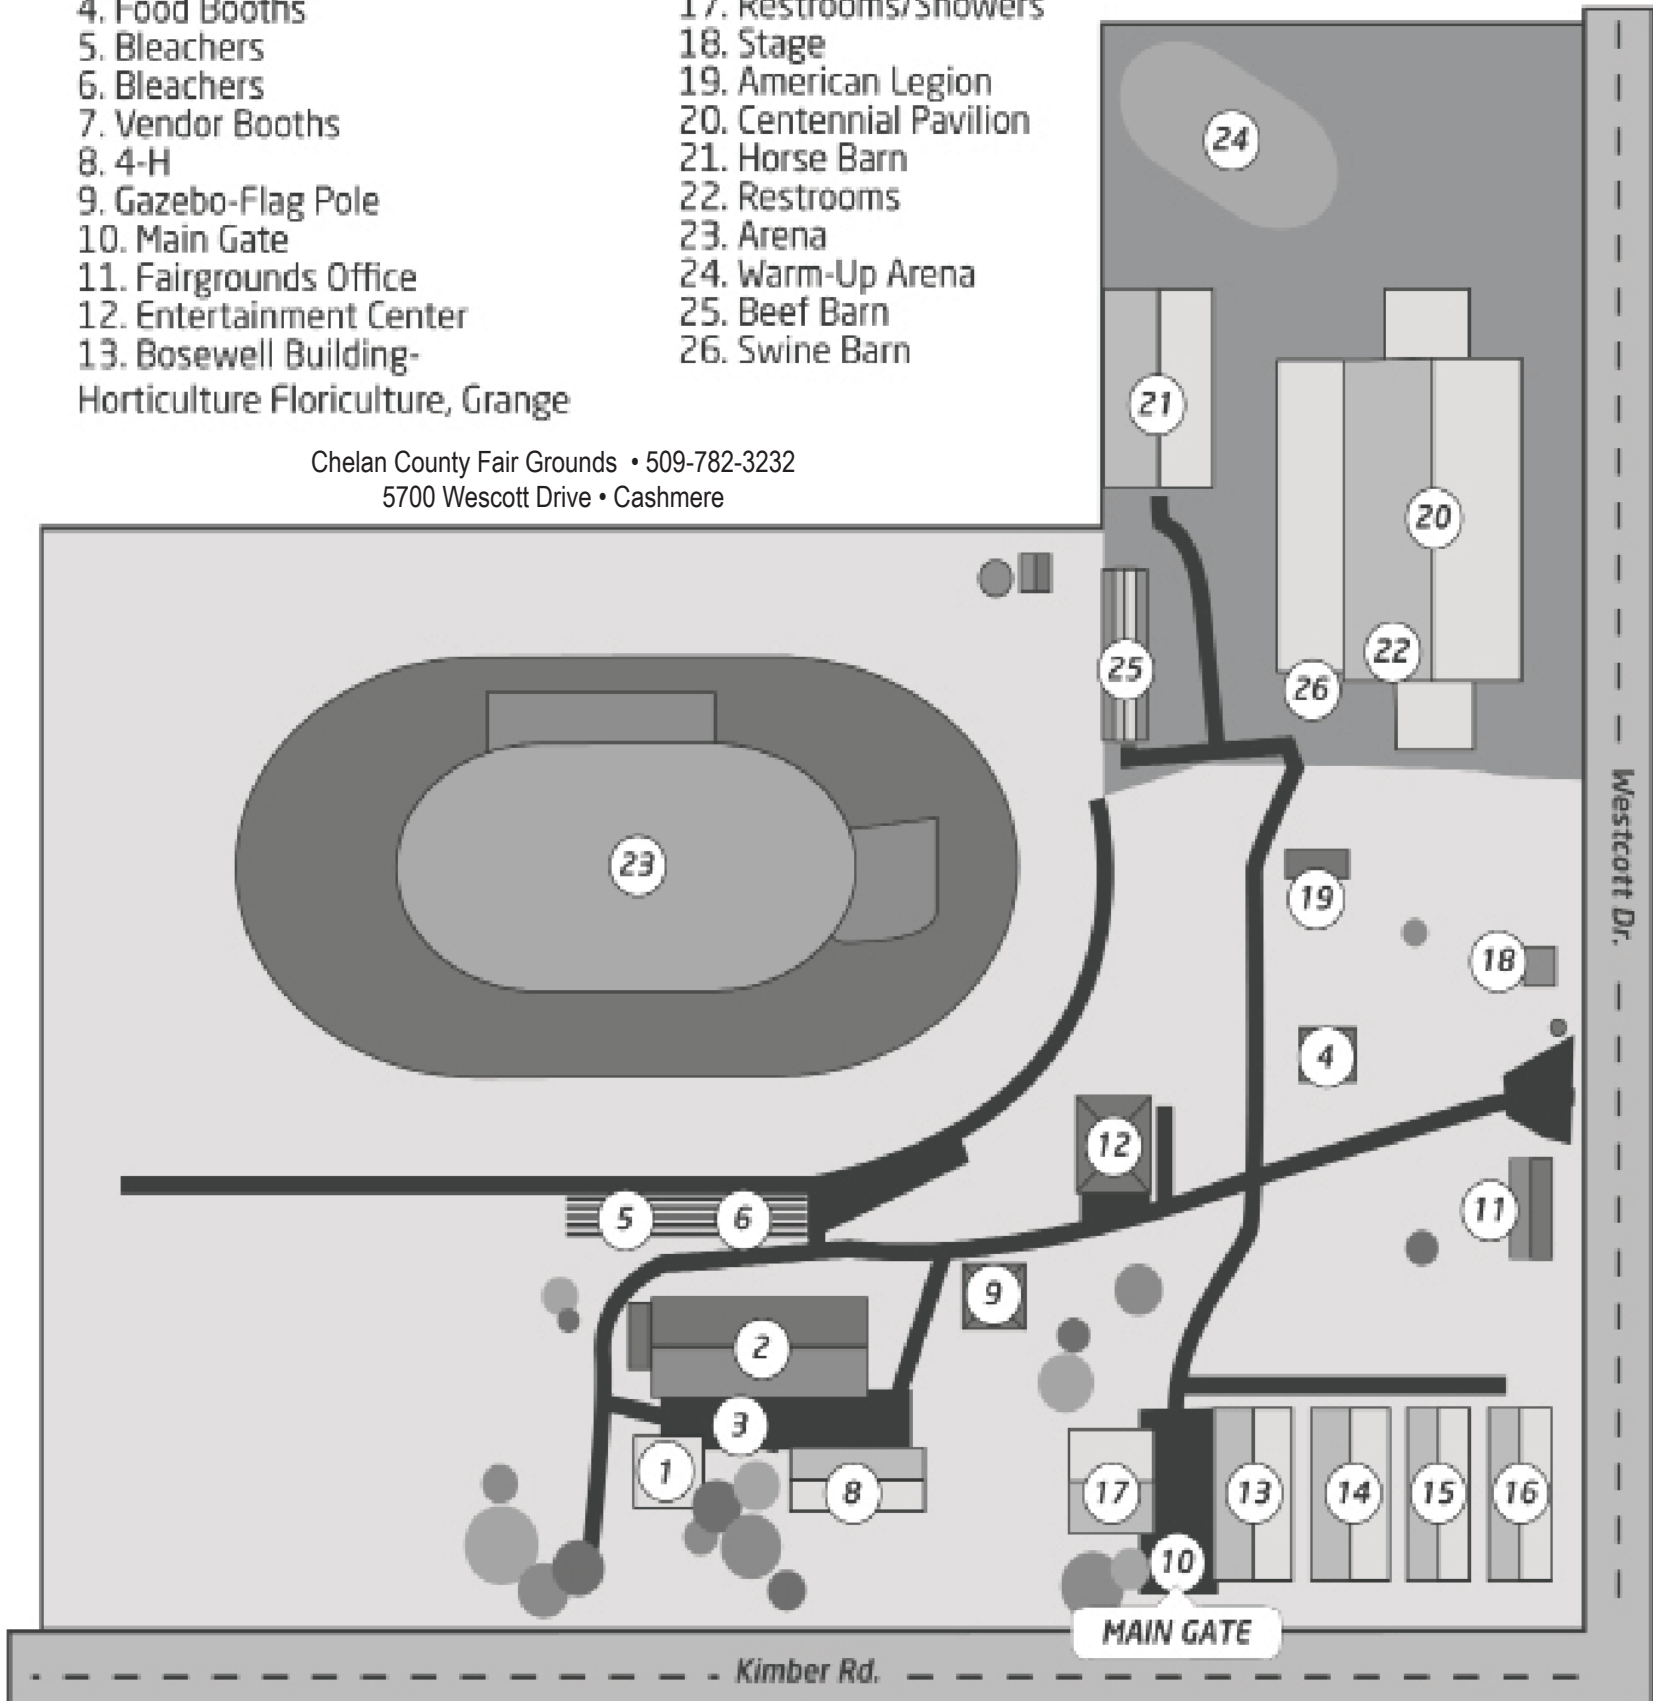 4. Food Booths
5. Bleachers
6. Bleachers
7. Vendor Booths
8. 4-H
9. Gazebo-Flag Pole
10. Main Gate
11. Fairgrounds Office
12. Entertainment Center
13. Bosewell Building-
Horticulture Floriculture, Grange
17. Restrooms/Showers
18. Stage
19. American Legion
20. Centennial Pavilion
21. Horse Barn
22. Restrooms
23. Arena
24. Warm-Up Arena
25. Beef Barn
26. Swine Barn
Chelan County Fair Grounds • 509-782-3232
5700 Wescott Drive • Cashmere
24
21
20
22
25
26
23
19
18
4
12
11
5
6
9
2
3
1
8
17
13
14
15
16
10
MAIN GATE
Westcott Dr.
Kimber Rd.